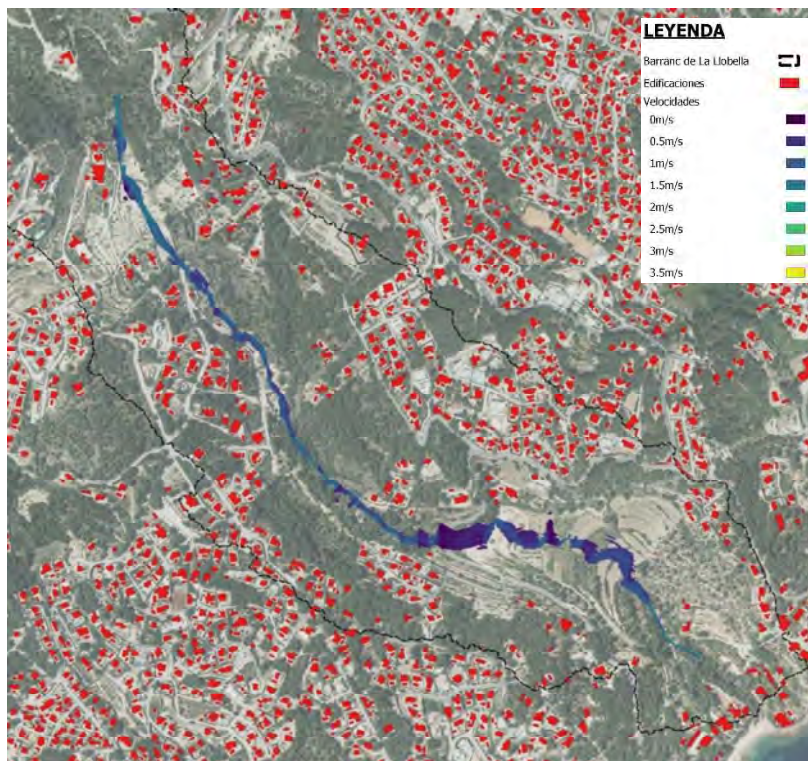 LEYENDA
Barranc de La Llobella
Edificaciones
Velocidades
0m/s
0.5m/s
1m/s
1.5m/s
2m/s
2.5m/s
3m/s
3.5m/s